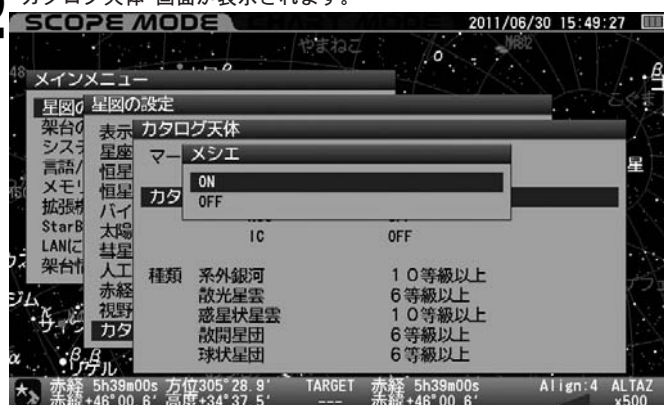 カタログ天体 画面が表示されます。
SCOPE MODE CHART MODE 2011/06/30 15:49:27
やまねこ
M82
メインメニュー
星図の設定
カタログ天体
メシエ
ON
OFF
マー
カタ
IC OFF
種類 系外銀河 10等級以上
散光星雲 6等級以上
惑星状星雲 10等級以上
散開星団 6等級以上
球状星団 6等級以上
星図の
架台の
システ
言語/
メモリ
拡張機
StarB
LANに
架台情
表示
星座
恒星
恒星
バイ
太陽
彗星
人工
赤経
視野
カタ
星
リゲル
赤経 5h39m00s 方位305°28.9' TARGET 赤経 5h39m00s Align:4 ALTAZ
赤緯+46°00.6' 高度+34°37.5' --- 赤緯+46°00.6' x500